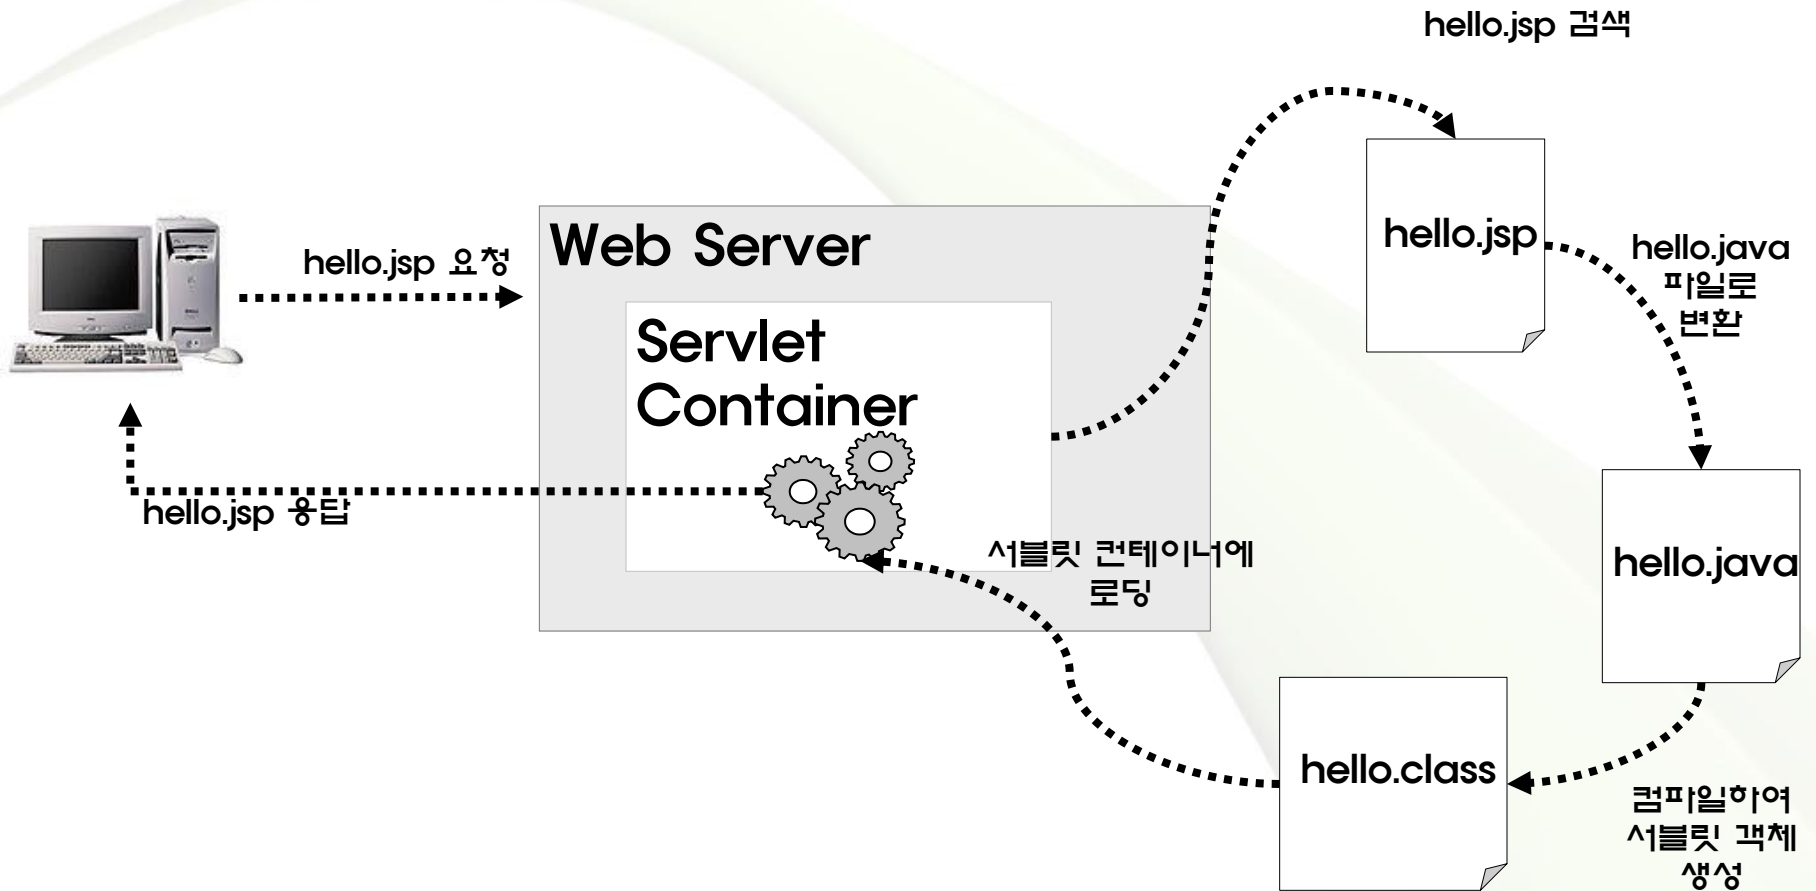 hello.jsp 검색
hello.jsp 요청
Web Server
Servlet
Container
hello.jsp
hello.java
파일로
변환
hello.java
컴파일하여
서블릿 객체
생성
hello.class
서블릿 컨테이너에
로딩
hello.jsp 응답